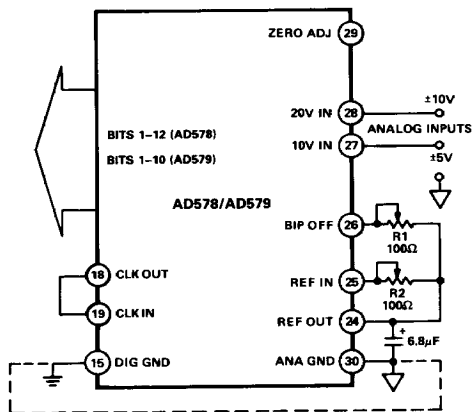 ZERO ADJ 29
20V IN 28 ±10V
ANALOG INPUTS
10V IN 27 ±5V
BITS 1–12 (AD578)
BITS 1–10 (AD579)
AD578/AD579
BIP OFF 26
R1
100Ω
18 CLK OUT
REF IN 25
R2
100Ω
19 CLK IN
REF OUT 24
+
6.8µF
15 DIG GND
ANA GND 30